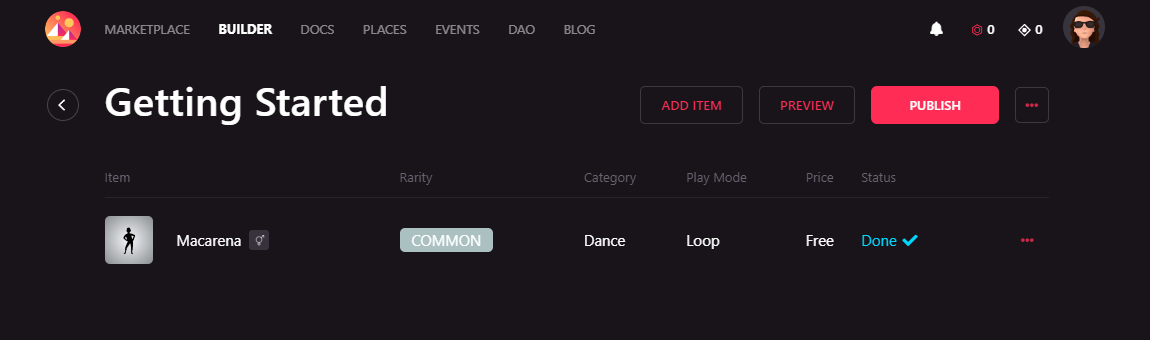 MARKETPLACE BUILDER DOCS PLACES EVENTS DAO BLOG 0 0
Getting Started ADD ITEM PREVIEW PUBLISH
Item Rarity Category Play Mode Price Status
Macarena COMMON Dance Loop Free Done